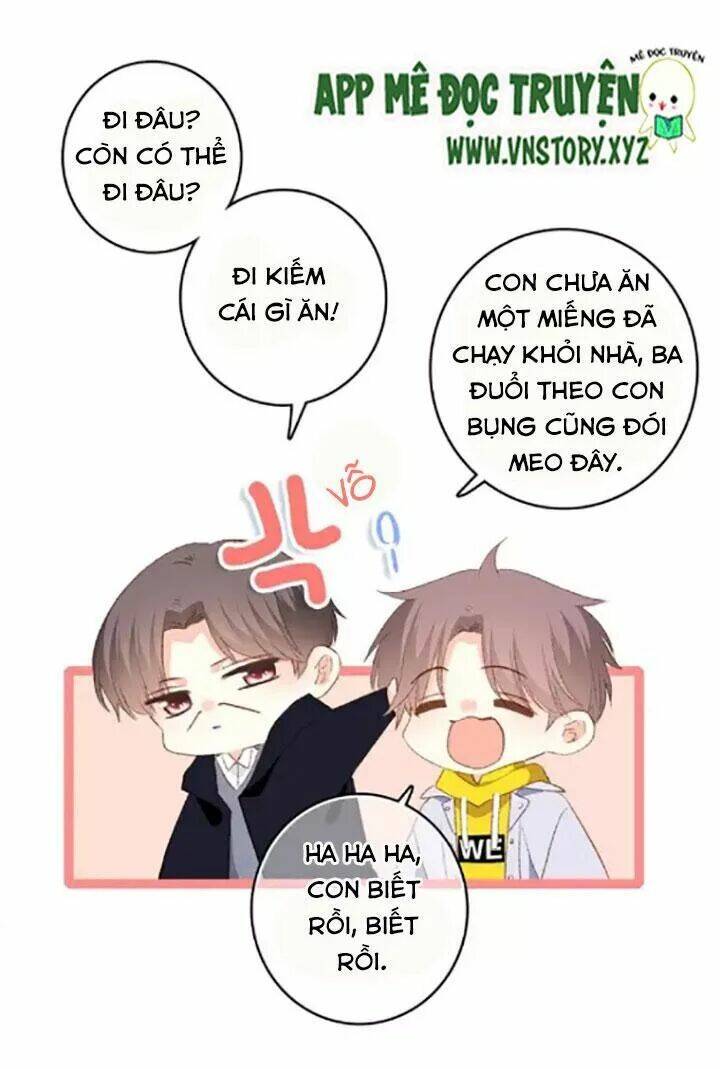 MÊ ĐỌC TRUYỆN
APP MÊ ĐỌC TRUYỆN
WWW.VNSTORY.XYZ
ĐI ĐÂU?
CÒN CÓ THỂ
ĐI ĐÂU?
ĐI KIẾM
CÁI GÌ ĂN!
CON CHƯA ĂN
MỘT MIẾNG ĐÃ
CHẠY KHỎI NHÀ, BA
ĐUỔI THEO CON
BỤNG CŨNG ĐÓI
MEO ĐÂY.
VỖ
WE
HA HA HA,
CON BIẾT
RỒI, BIẾT
RỒI.